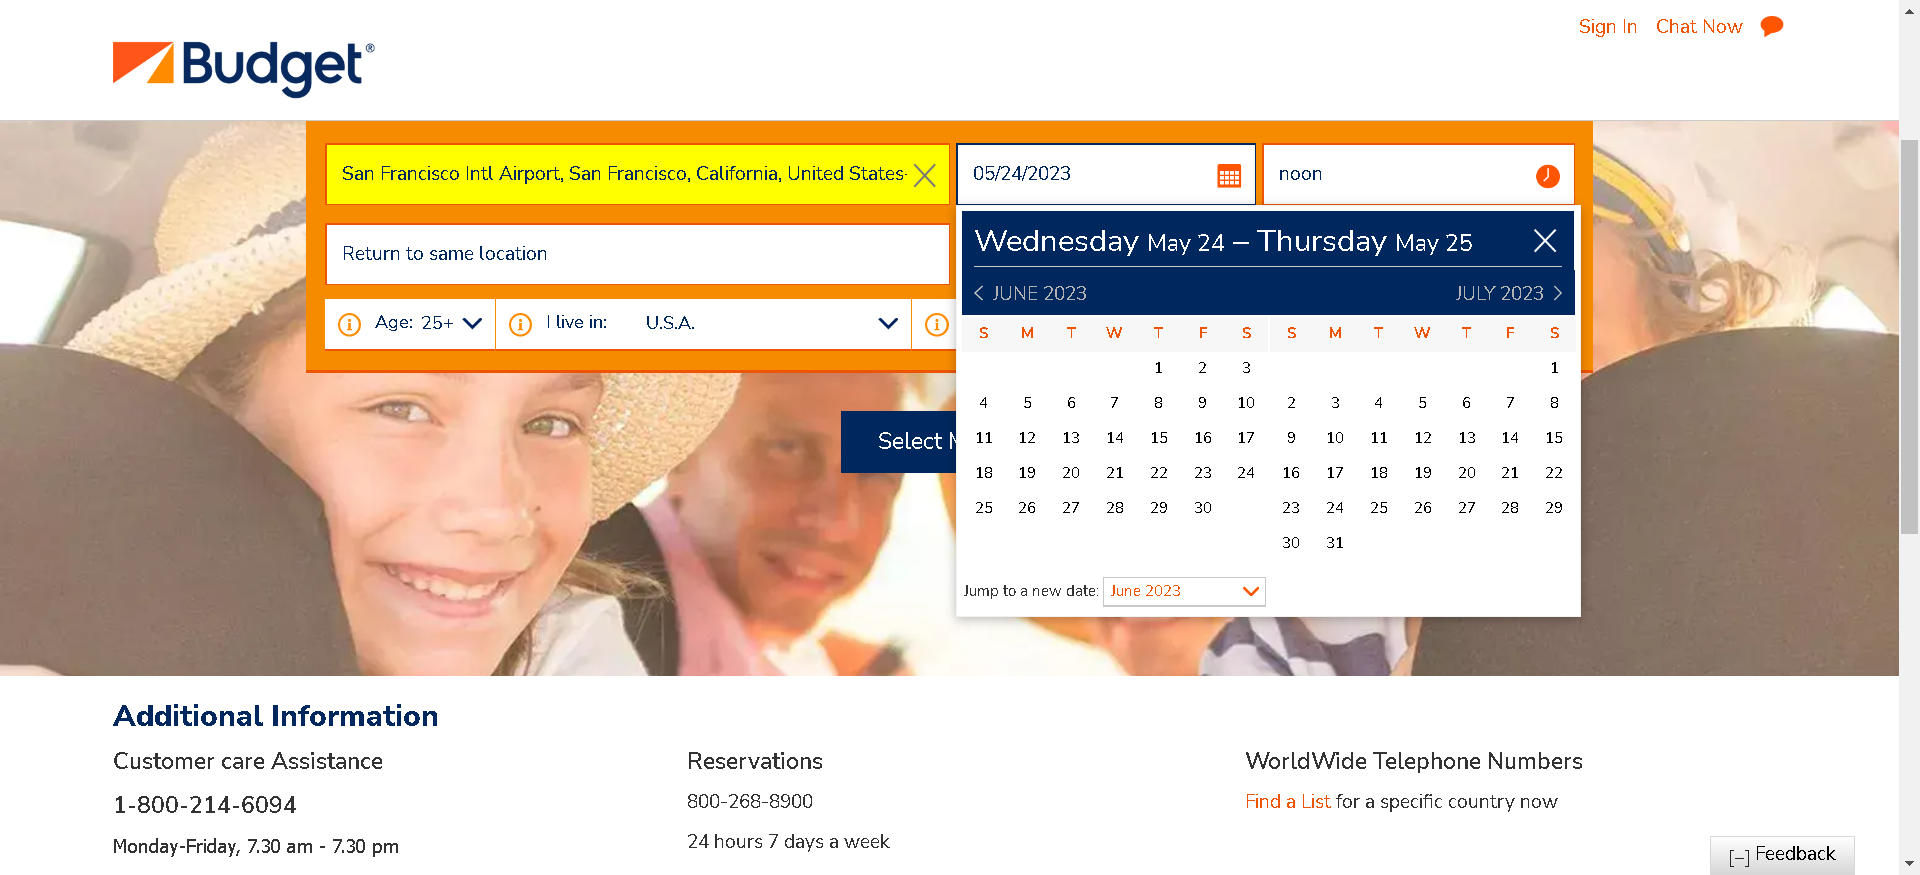 Sign In Chat Now
Budget®
San Francisco Intl Airport, San Francisco, California, United States- 05/24/2023 noon
Return to same location
Wednesday May 24 – Thursday May 25
JUNE 2023 JULY 2023
Age: 25+ I live in: U.S.A.
S M T W T F S S M T W T F S
1 2 3 1
4 5 6 7 8 9 10 2 3 4 5 6 7 8
11 12 13 14 15 16 17 9 10 11 12 13 14 15
18 19 20 21 22 23 24 16 17 18 19 20 21 22
25 26 27 28 29 30 23 24 25 26 27 28 29
30 31
Select
Jump to a new date: June 2023
Additional Information
Customer care Assistance Reservations WorldWide Telephone Numbers
1-800-214-6094 800-268-8900 Find a List for a specific country now
Monday-Friday, 7.30 am - 7.30 pm 24 hours 7 days a week
[–] Feedback